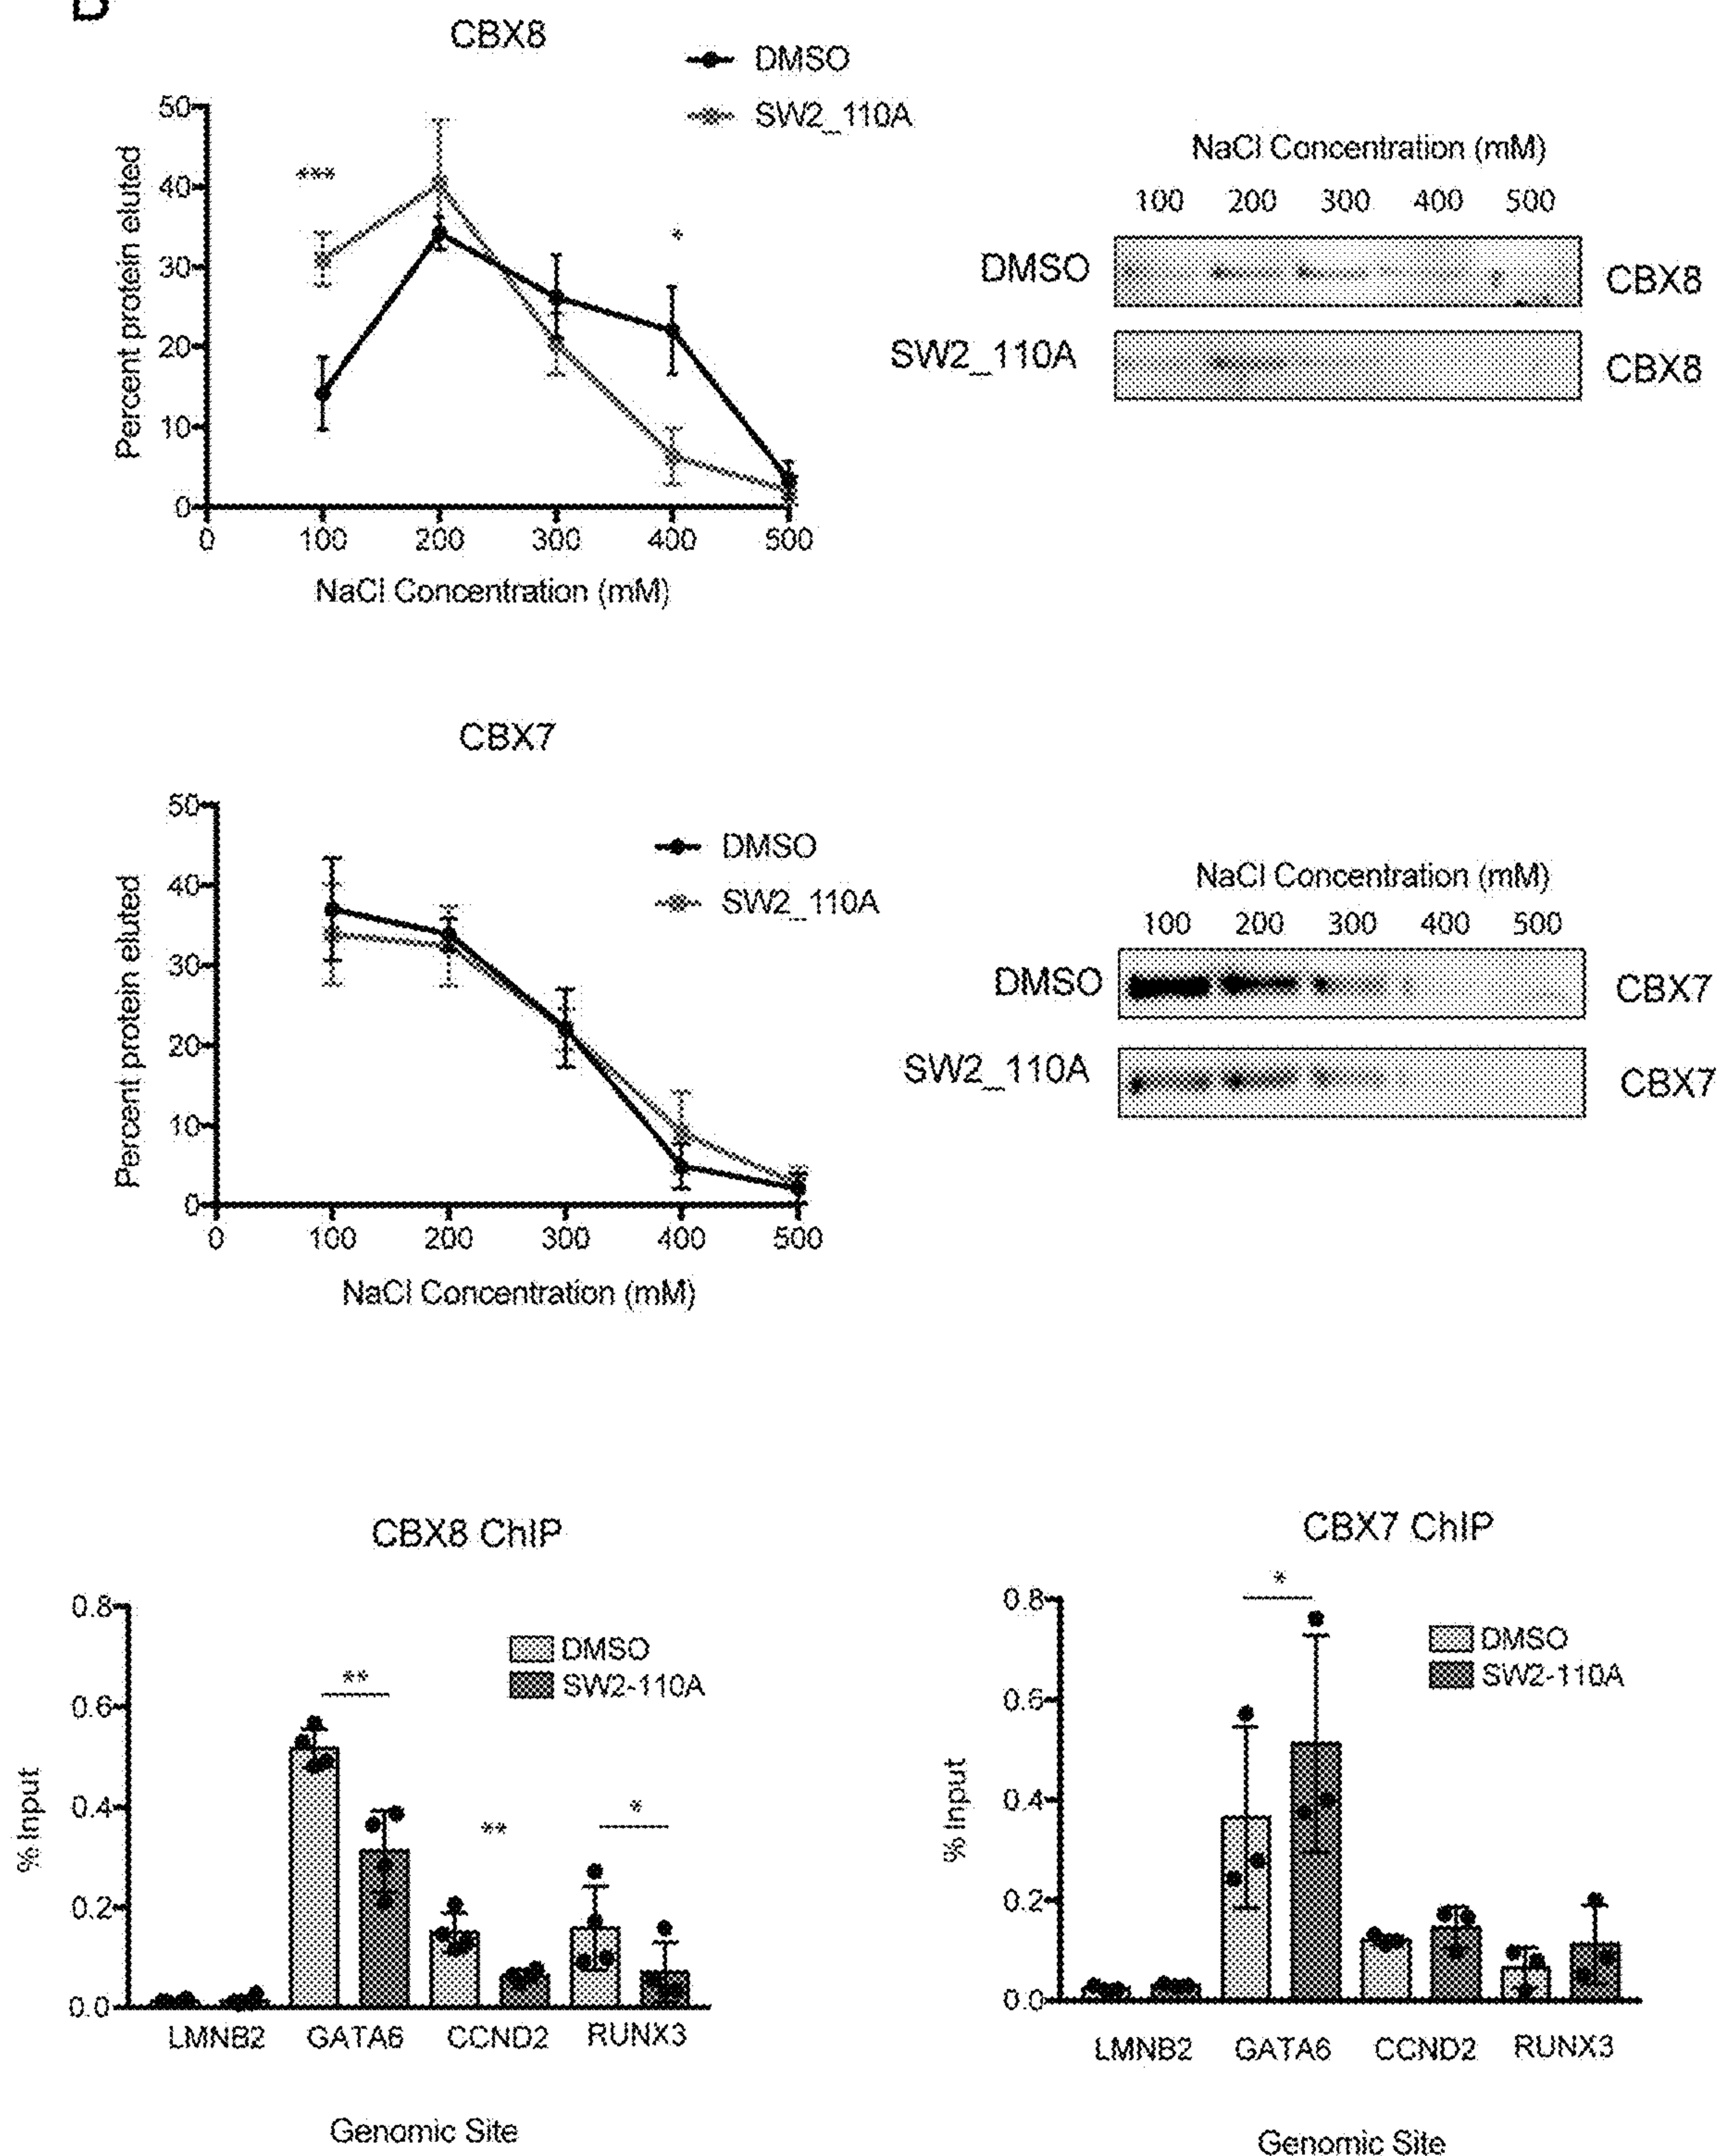 CBX8
DMSO
SW2_110A
50
40
30
20
10
0
***
*
Percent protein eluted
0 100 200 300 400 500
NaCl Concentration (mM)
NaCl Concentration (mM)
100 200 300 400 500
DMSO CBX8
SW2_110A CBX8
CBX7
DMSO
SW2_110A
50
40
30
20
10
0
Percent protein eluted
0 100 200 300 400 500
NaCl Concentration (mM)
NaCl Concentration (mM)
100 200 300 400 500
DMSO CBX7
SW2_110A CBX7
CBX8 ChIP
DMSO
SW2-110A
0.8
0.6
0.4
0.2
0.0
**
**
*
% Input
LMNB2 GATA6 CCND2 RUNX3
Genomic Site
CBX7 ChIP
*
DMSO
SW2-110A
0.8
0.6
0.4
0.2
0.0
% Input
LMNB2 GATA6 CCND2 RUNX3
Genomic Site